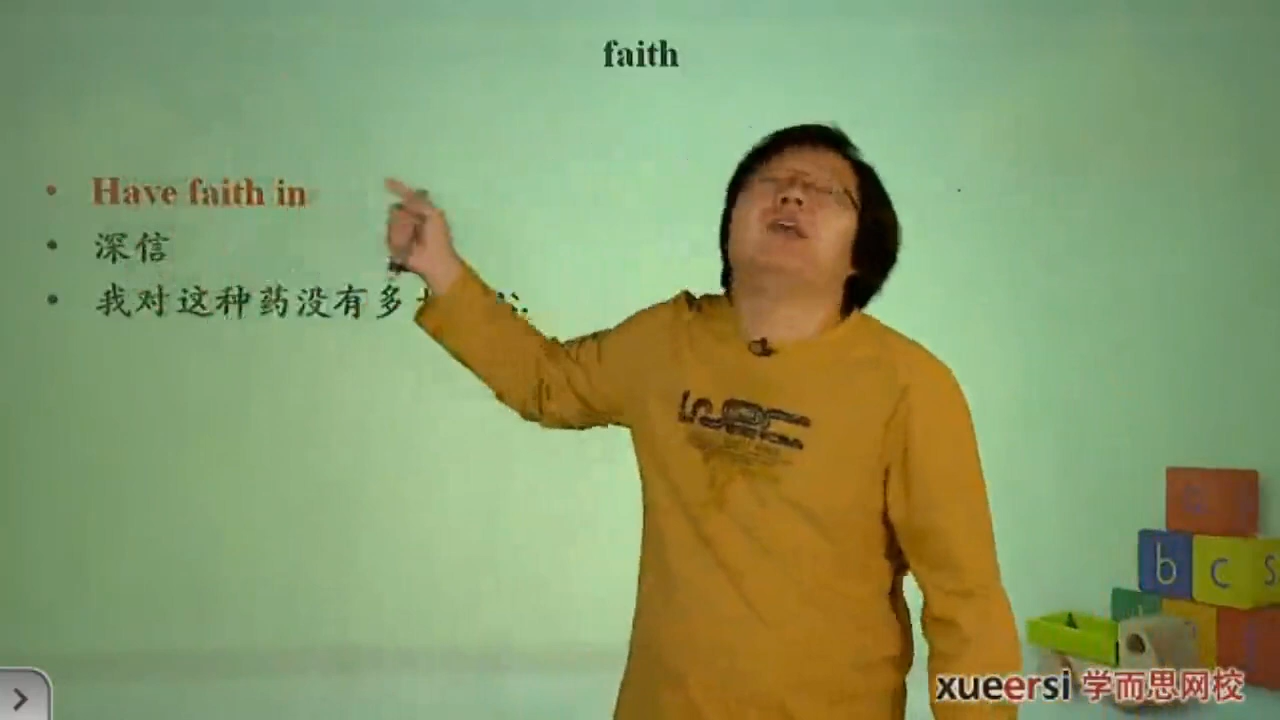 faith
Have faith in
深信
我对这种药没有多
b c s
xueersi 学而思网校